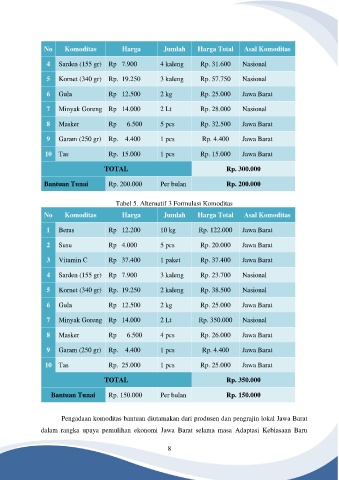 No Komoditas Harga Jumlah Harga Total Asal Komoditas
4 Sarden (155 gr) Rp 7.900 4 kaleng Rp. 31.600 Nasional
5 Kornet (340 gr) Rp. 19.250 3 kaleng Rp. 57.750 Nasional
6 Gula Rp 12.500 2 kg Rp. 25.000 Jawa Barat
7 Minyak Goreng Rp 14.000 2 Lt Rp. 28.000 Nasional
8 Masker Rp 6.500 5 pcs Rp. 32.500 Jawa Barat
9 Garam (250 gr) Rp. 4.400 1 pcs Rp. 4.400 Jawa Barat
10 Tas Rp. 15.000 1 pcs Rp. 15.000 Jawa Barat
TOTAL Rp. 300.000
Bantuan Tunai Rp. 200.000 Per bulan Rp. 200.000
Tabel 5. Alternatif 3 Formulasi Komoditas
No Komoditas Harga Jumlah Harga Total Asal Komoditas
1 Beras Rp 12.200 10 kg Rp. 122.000 Jawa Barat
2 Susu Rp 4.000 5 pcs Rp. 20.000 Jawa Barat
3 Vitamin C Rp 37.400 1 paket Rp. 37.400 Jawa Barat
4 Sarden (155 gr) Rp 7.900 3 kaleng Rp. 23.700 Nasional
5 Kornet (340 gr) Rp. 19.250 2 kaleng Rp. 38.500 Nasional
6 Gula Rp 12.500 2 kg Rp. 25.000 Jawa Barat
7 Minyak Goreng Rp 14.000 2 Lt Rp. 350.000 Nasional
8 Masker Rp 6.500 4 pcs Rp. 26.000 Jawa Barat
9 Garam (250 gr) Rp. 4.400 1 pcs Rp. 4.400 Jawa Barat
10 Tas Rp. 25.000 1 pcs Rp. 25.000 Jawa Barat
TOTAL Rp. 350.000
Bantuan Tunai Rp. 150.000 Per bulan Rp. 150.000
Pengadaan komoditas bantuan diutamakan dari produsen dan pengrajin lokal Jawa Barat
dalam rangka upaya pemulihan ekonomi Jawa Barat selama masa Adaptasi Kebiasaan Baru
8